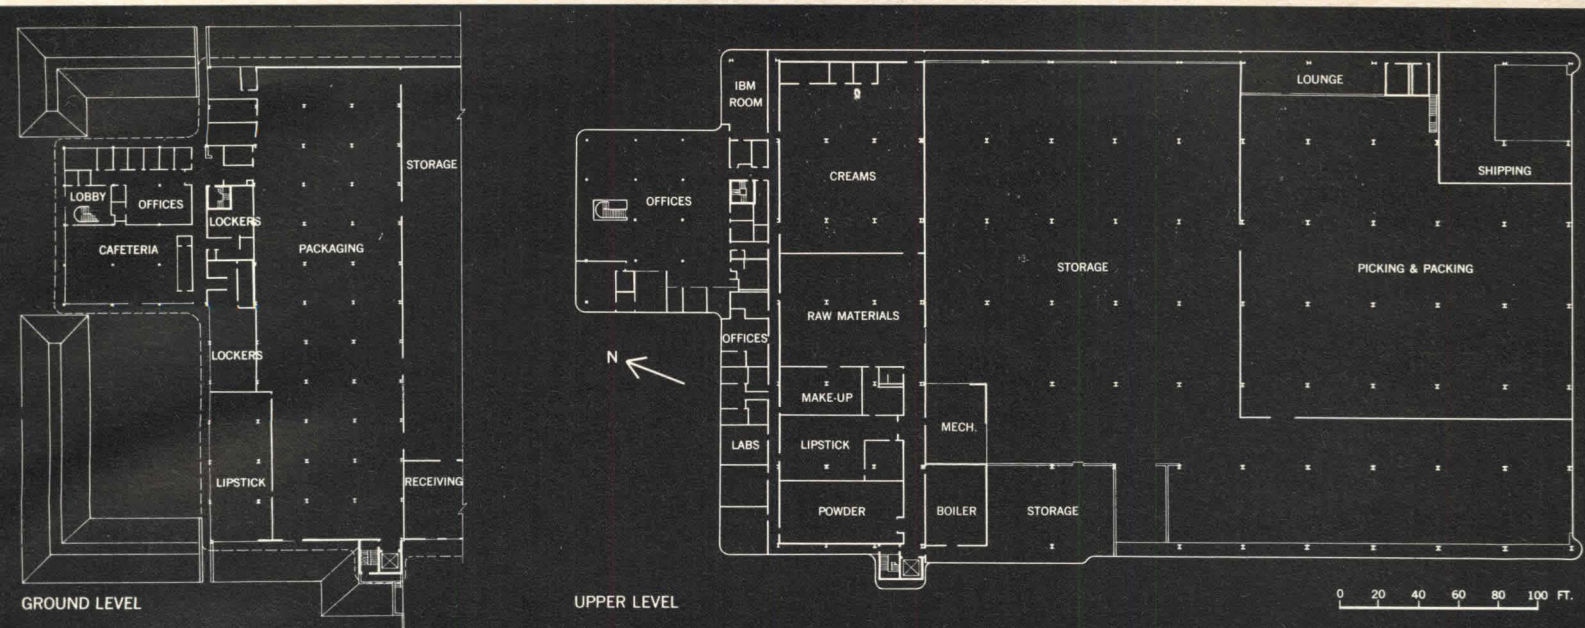 STORAGE
LOBBY
OFFICES
LOCKERS
CAFETERIA
PACKAGING
LOCKERS
LIPSTICK
RECEIVING
GROUND LEVEL
IBM
ROOM
LOUNGE
SHIPPING
CREAMS
OFFICES
STORAGE
PICKING & PACKING
RAW MATERIALS
OFFICES
N
MAKE-UP
MECH.
LABS
LIPSTICK
POWDER
BOILER
STORAGE
UPPER LEVEL
0 20 40 60 80 100 FT.